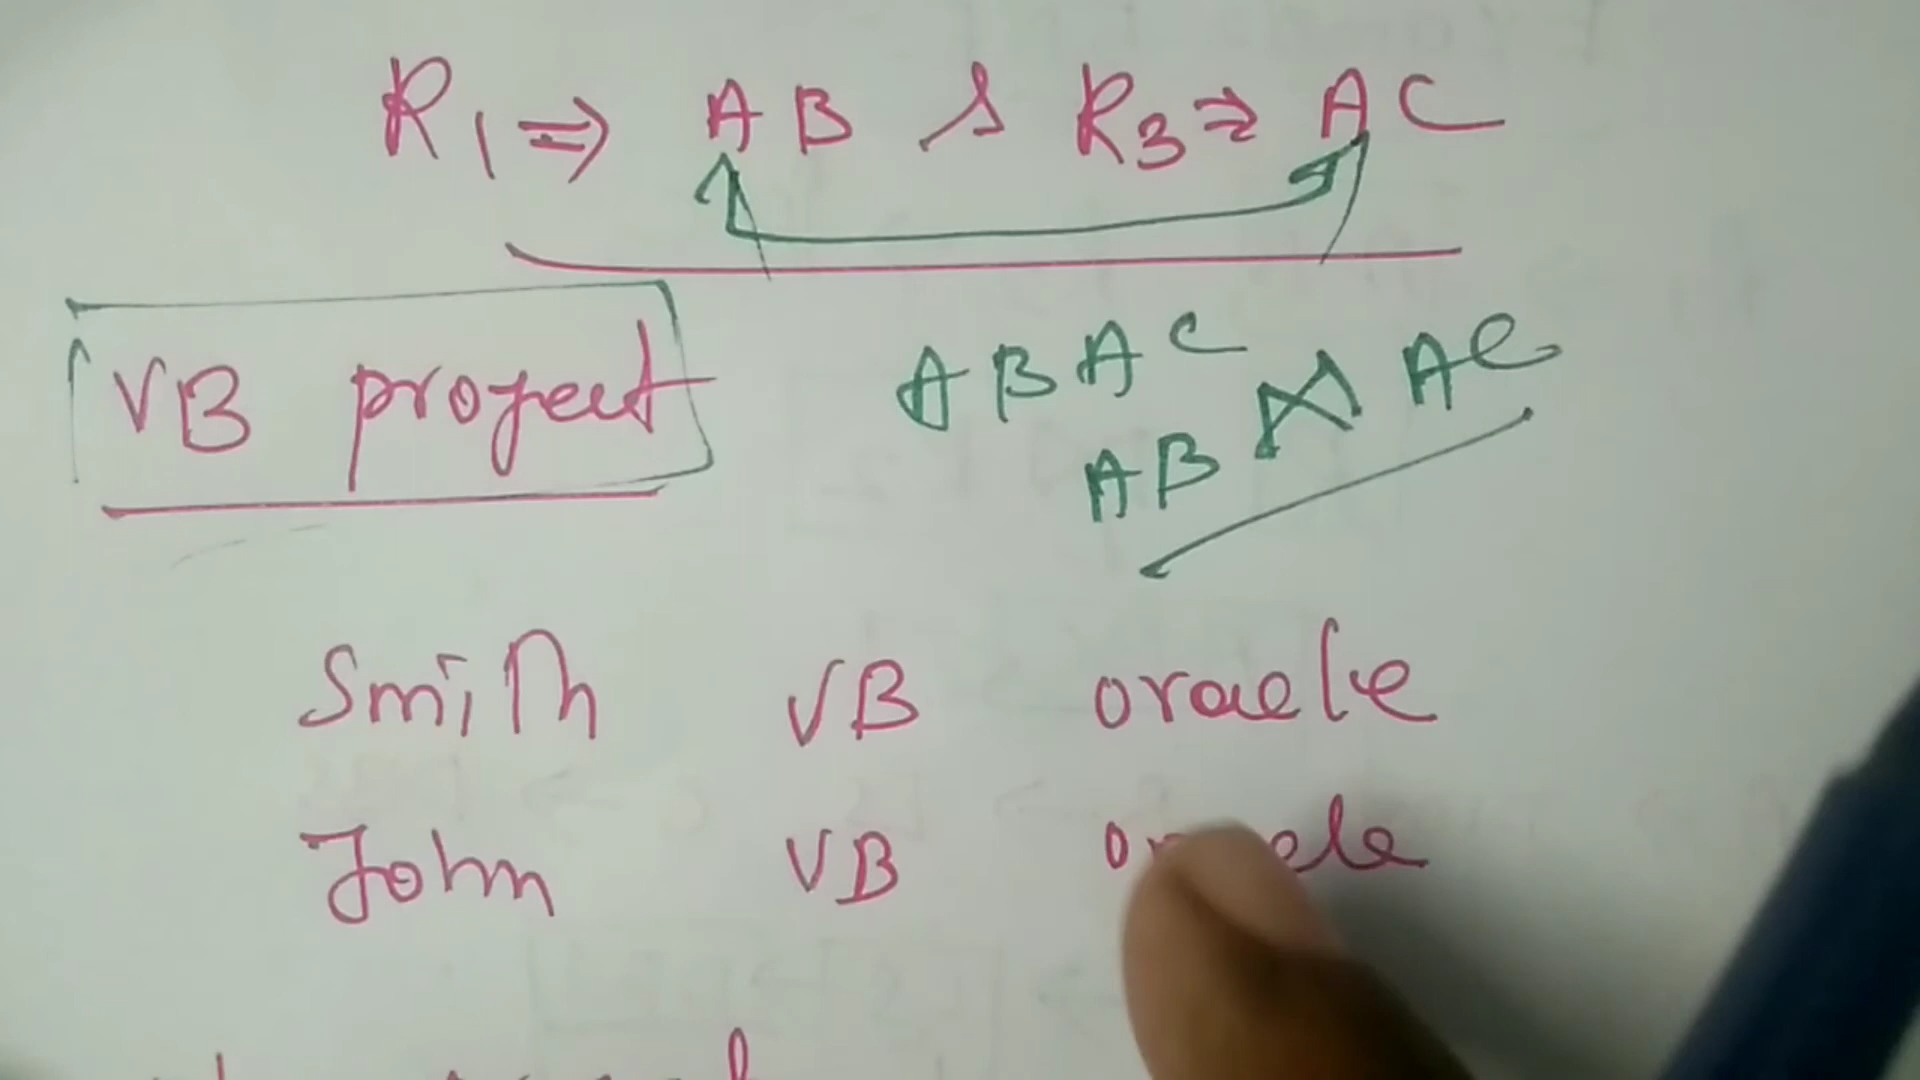 R1 ⇒ AB & R3 ⇒ AC
VB project
ABAC
AB ⋈ AC
Smith VB oracle
John VB